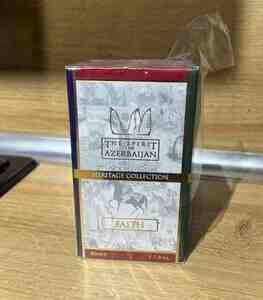 THE SPIRIT
OF
AZERBAIJAN
HERITAGE COLLECTION
FAITH